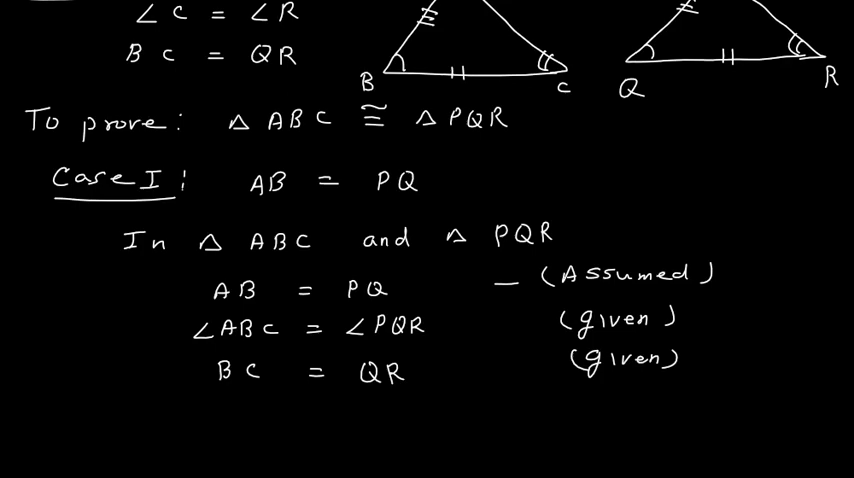 ∠C = ∠R
BC = QR
B C Q R
To prove: △ ABC ≅ △ PQR
Case I: AB = PQ
In △ ABC and △ PQR
AB = PQ — (Assumed)
∠ABC = ∠PQR (given)
BC = QR (Given)